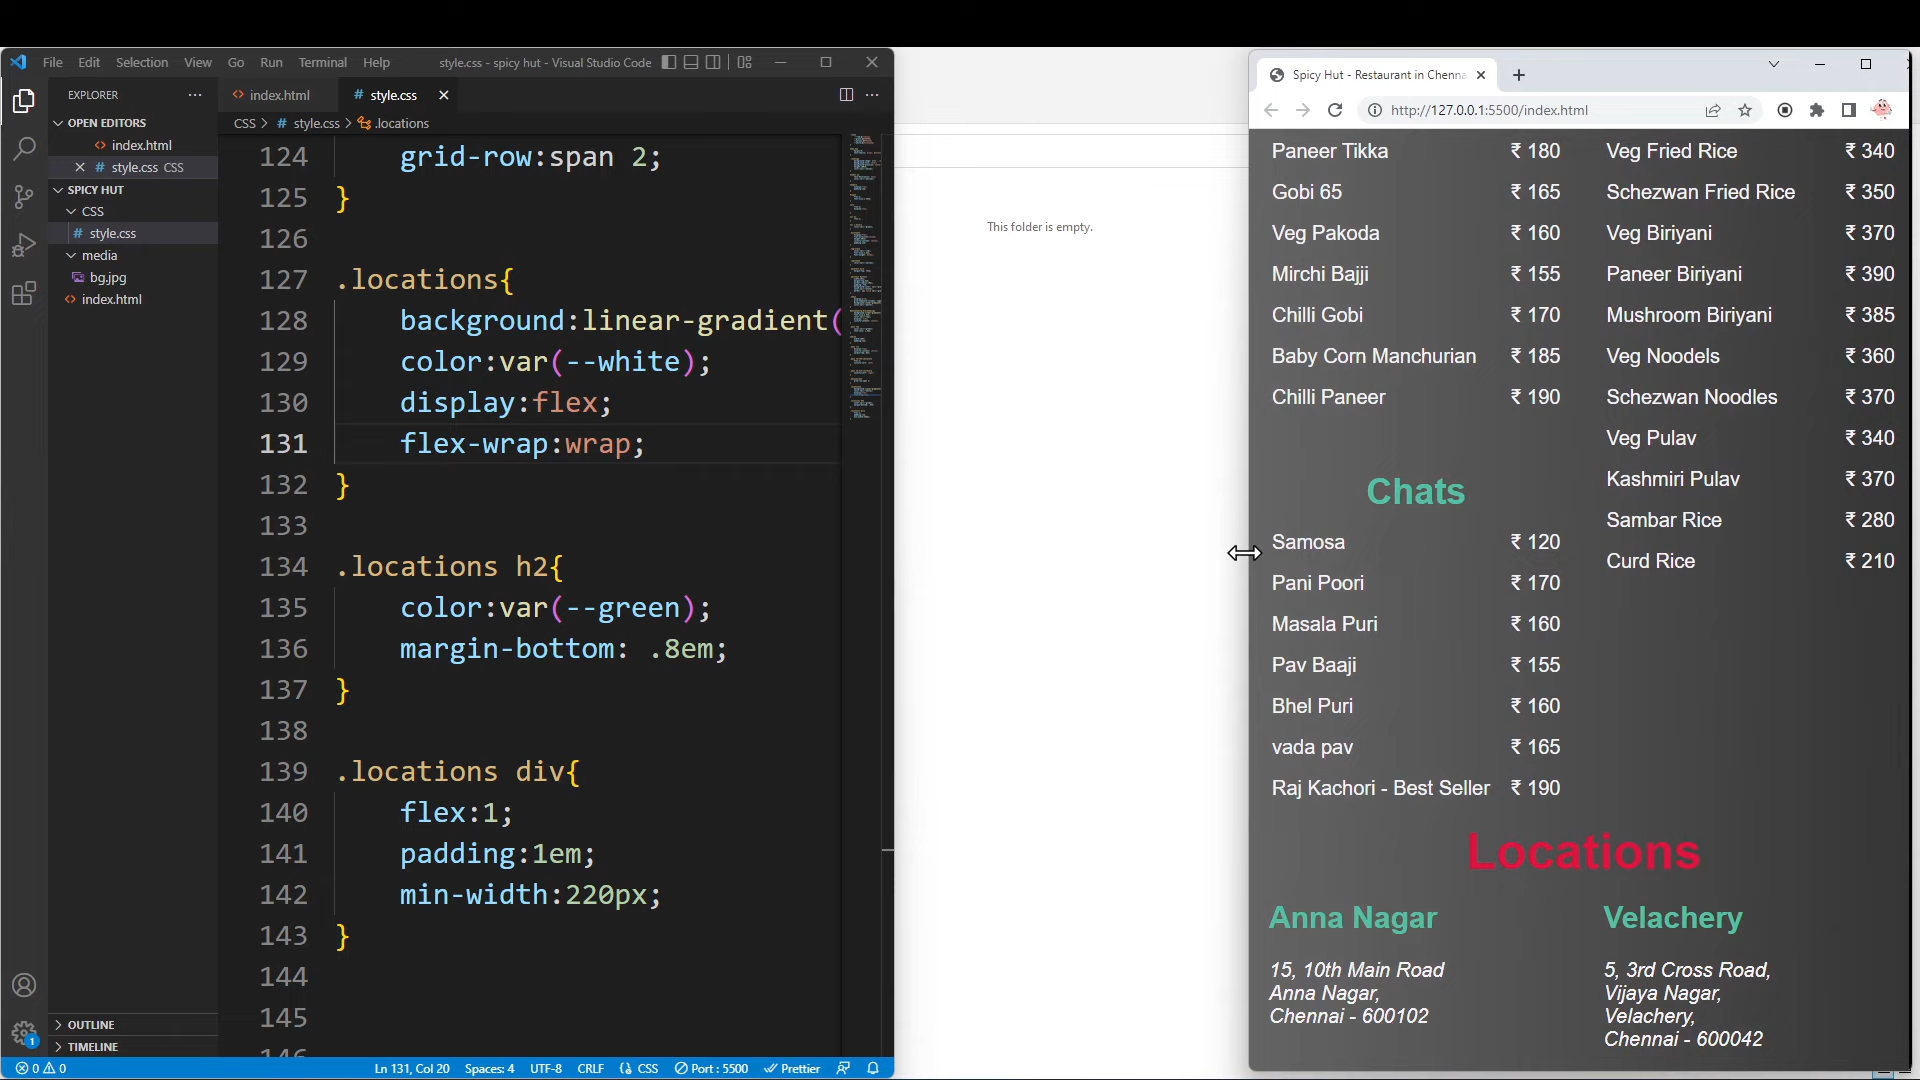 File Edit Selection View Go Run Terminal Help style.css - spicy hut - Visual Studio Code
EXPLORER
OPEN EDITORS
index.html
style.css CSS
SPICY HUT
CSS
style.css
media
bg.jpg
index.html
OUTLINE
TIMELINE
index.html style.css
CSS > # style.css > .locations
124 grid-row:span 2;
125 }
126
127 .locations{
128 background:linear-gradient(
129 color:var(--white);
130 display:flex;
131 flex-wrap:wrap;
132 }
133
134 .locations h2{
135 color:var(--green);
136 margin-bottom: .8em;
137 }
138
139 .locations div{
140 flex:1;
141 padding:1em;
142 min-width:220px;
143 }
144
145
146
0 0 Ln 131, Col 20 Spaces: 4 UTF-8 CRLF CSS Port : 5500 Prettier
1
This folder is empty.
Spicy Hut - Restaurant in Chenna
http://127.0.0.1:5500/index.html
Paneer Tikka ₹ 180
Gobi 65 ₹ 165
Veg Pakoda ₹ 160
Mirchi Bajji ₹ 155
Chilli Gobi ₹ 170
Baby Corn Manchurian ₹ 185
Chilli Paneer ₹ 190
Chats
Samosa ₹ 120
Pani Poori ₹ 170
Masala Puri ₹ 160
Pav Baaji ₹ 155
Bhel Puri ₹ 160
vada pav ₹ 165
Raj Kachori - Best Seller ₹ 190
Veg Fried Rice ₹ 340
Schezwan Fried Rice ₹ 350
Veg Biriyani ₹ 370
Paneer Biriyani ₹ 390
Mushroom Biriyani ₹ 385
Veg Noodels ₹ 360
Schezwan Noodles ₹ 370
Veg Pulav ₹ 340
Kashmiri Pulav ₹ 370
Sambar Rice ₹ 280
Curd Rice ₹ 210
Locations
Anna Nagar
15, 10th Main Road
Anna Nagar,
Chennai - 600102
Velachery
5, 3rd Cross Road,
Vijaya Nagar,
Velachery,
Chennai - 600042